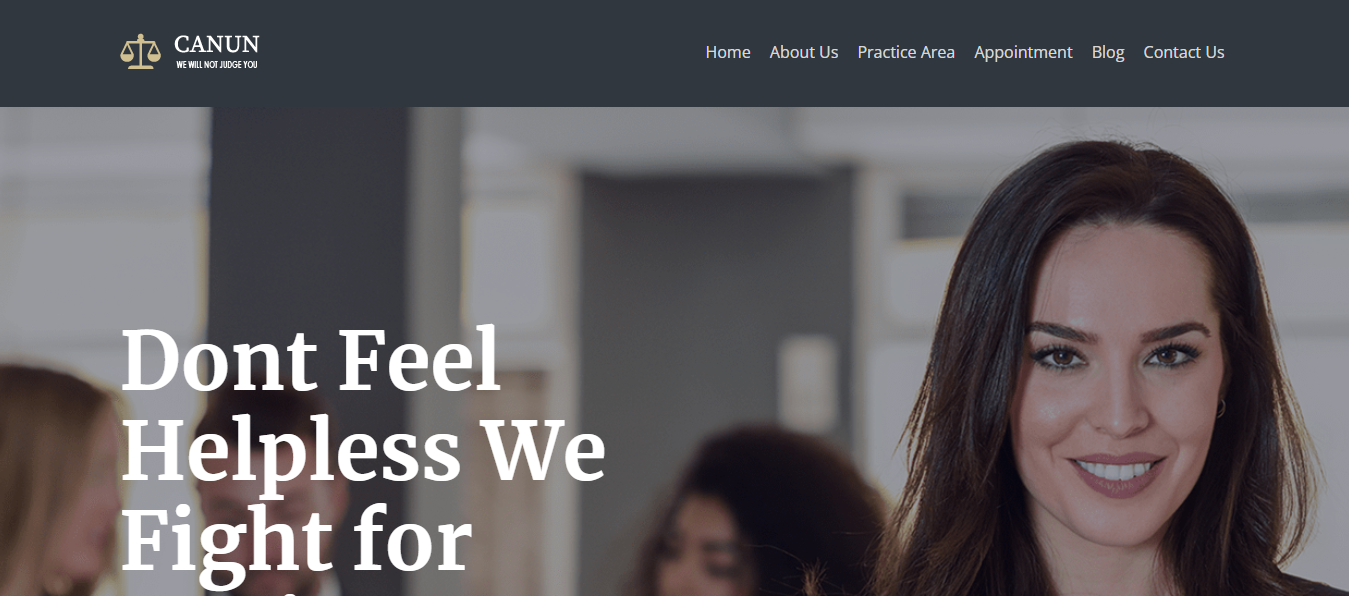 CANUN
WE WILL NOT JUDGE YOU
Home About Us Practice Area Appointment Blog Contact Us
Dont Feel
Helpless We
Fight for